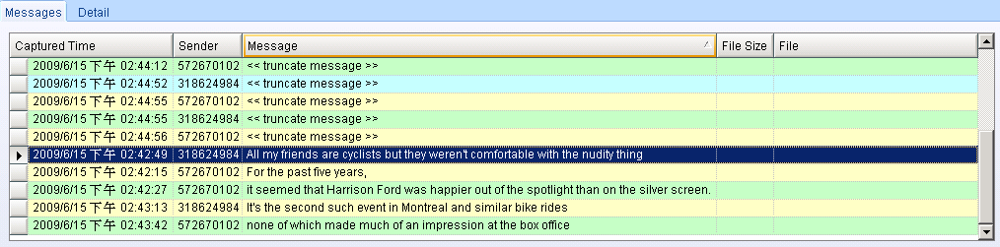 Messages Detail
Captured Time Sender Message File Size File
2009/6/15 下午 02:44:12 572670102 << truncate message >>
2009/6/15 下午 02:44:52 318624984 << truncate message >>
2009/6/15 下午 02:44:55 572670102 << truncate message >>
2009/6/15 下午 02:44:55 318624984 << truncate message >>
2009/6/15 下午 02:44:56 572670102 << truncate message >>
2009/6/15 下午 02:42:49 318624984 All my friends are cyclists but they weren't comfortable with the nudity thing
2009/6/15 下午 02:42:15 572670102 For the past five years,
2009/6/15 下午 02:42:27 572670102 it seemed that Harrison Ford was happier out of the spotlight than on the silver screen.
2009/6/15 下午 02:43:13 318624984 It's the second such event in Montreal and similar bike rides
2009/6/15 下午 02:43:42 572670102 none of which made much of an impression at the box office